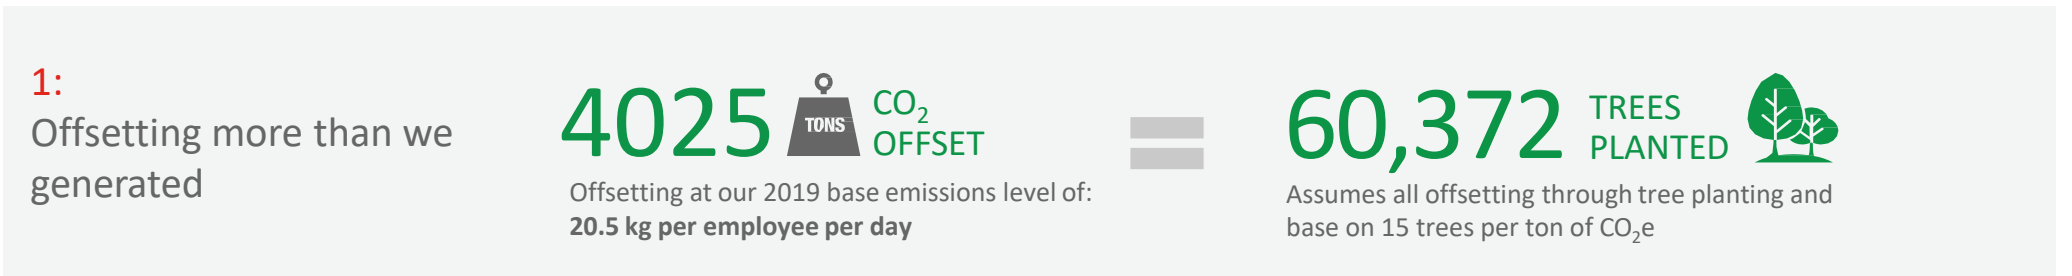 1:
Offsetting more than we
generated
4025 TONS CO₂ OFFSET
Offsetting at our 2019 base emissions level of:
20.5 kg per employee per day
=
60,372 TREES PLANTED
Assumes all offsetting through tree planting and
base on 15 trees per ton of CO₂e